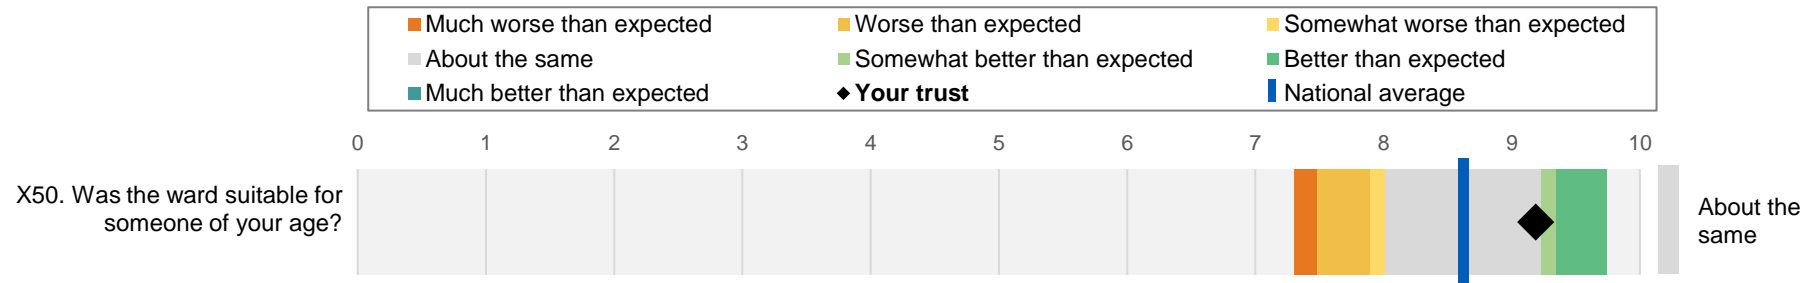 Much worse than expected Worse than expected Somewhat worse than expected
About the same Somewhat better than expected Better than expected
Much better than expected Your trust National average
0 1 2 3 4 5 6 7 8 9 10
X50. Was the ward suitable for
someone of your age?
About the
same